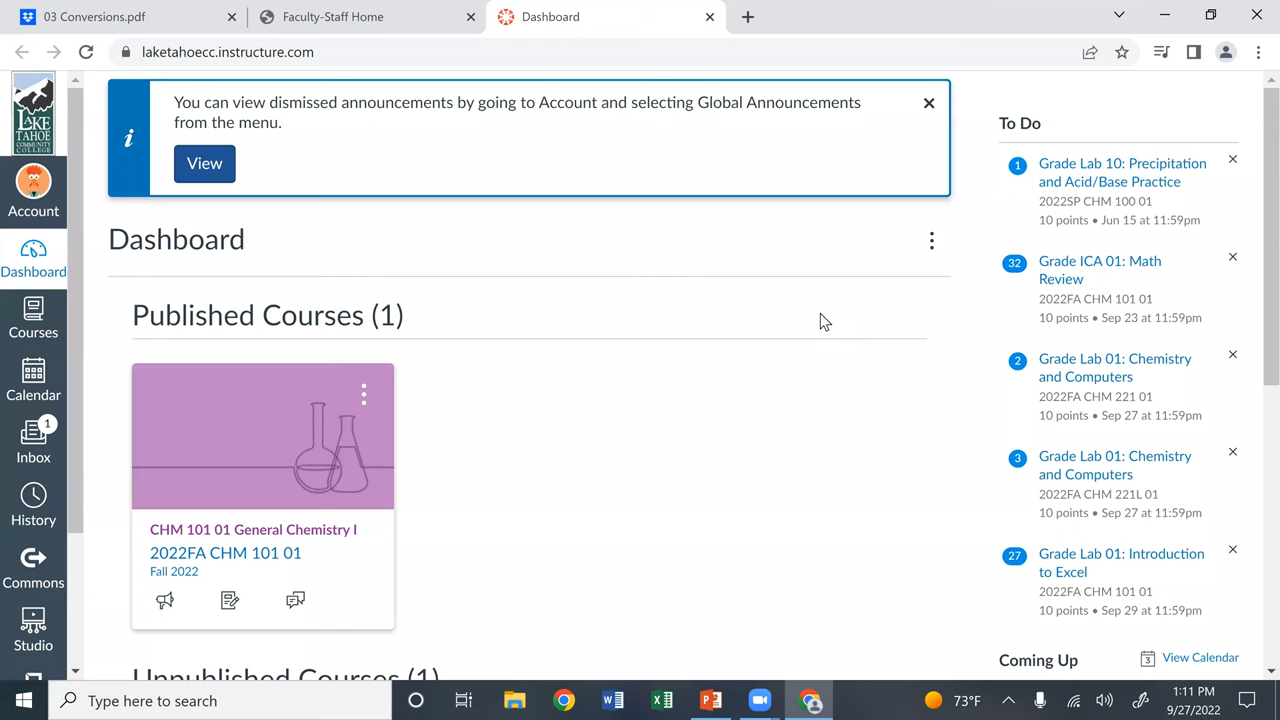 03 Conversions.pdf
Faculty-Staff Home
Dashboard
laketahoecc.instructure.com
LAKE
TAHOE
COMMUNITY
COLLEGE
Account
Dashboard
Courses
Calendar
1
Inbox
History
Commons
Studio
You can view dismissed announcements by going to Account and selecting Global Announcements
from the menu.
View
Dashboard
Published Courses (1)
CHM 101 01 General Chemistry I
2022FA CHM 101 01
Fall 2022
Unpublished Courses (1)
To Do
1
Grade Lab 10: Precipitation
and Acid/Base Practice
2022SP CHM 100 01
10 points • Jun 15 at 11:59pm
32
Grade ICA 01: Math
Review
2022FA CHM 101 01
10 points • Sep 23 at 11:59pm
2
Grade Lab 01: Chemistry
and Computers
2022FA CHM 221 01
10 points • Sep 27 at 11:59pm
3
Grade Lab 01: Chemistry
and Computers
2022FA CHM 221L 01
10 points • Sep 27 at 11:59pm
27
Grade Lab 01: Introduction
to Excel
2022FA CHM 101 01
10 points • Sep 29 at 11:59pm
Coming Up
3
View Calendar
Type here to search
73°F
1:11 PM
9/27/2022